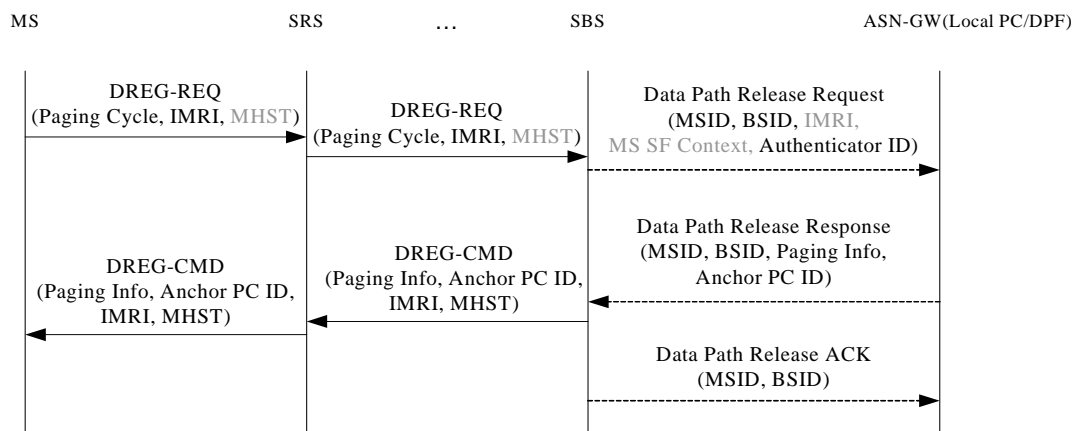 MS
SRS
...
SBS
ASN-GW(Local PC/DPF)
DREG-REQ
(Paging Cycle, IMRI, MHST)
DREG-REQ
(Paging Cycle, IMRI, MHST)
Data Path Release Request
(MSID, BSID, IMRI,
MS SF Context, Authenticator ID)
DREG-CMD
(Paging Info, Anchor PC ID,
IMRI, MHST)
DREG-CMD
(Paging Info, Anchor PC ID,
IMRI, MHST)
Data Path Release Response
(MSID, BSID, Paging Info,
Anchor PC ID)
Data Path Release ACK
(MSID, BSID)